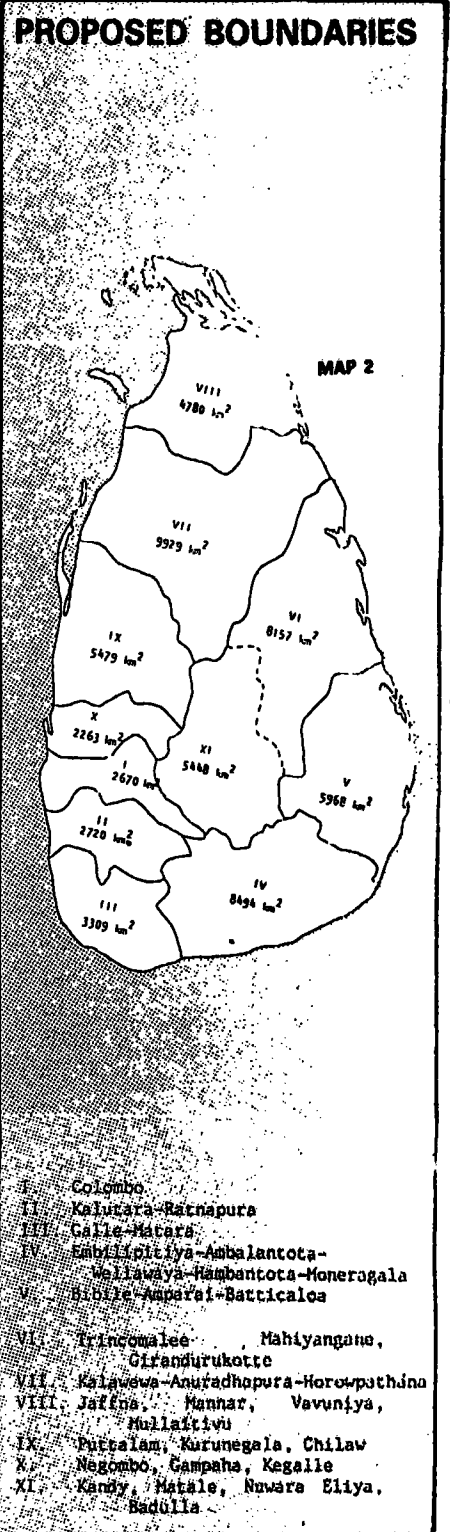 PROPOSED BOUNDARIES
MAP 2
VIII
4780 km²
VII
9929 km²
VI
8157 km²
IX
5479 km²
X
2263 km²
XI
5448 km²
I
2670 km²
V
5968 km²
II
2720 km²
IV
8494 km²
III
3309 km²
I. Colombo
II. Kalutara-Ratnapura
III. Galle-Matara
IV. Embilipitiya-Ambalantota-
Wellawaya-Hambantota-Moneragala
V. Bibile-Amparai-Batticaloa
VI. Trincomalee , Mahiyangane,
Girandurukotte
VII. Kalawewa-Anuradhapura-Horowpathana
VIII. Jaffna, Mannar, Vavuniya,
Mullaitivu
IX. Puttalam, Kurunegala, Chilaw
X. Negombo, Gampaha, Kegalle
XI. Kandy, Matale, Nuwara Eliya,
Badulla